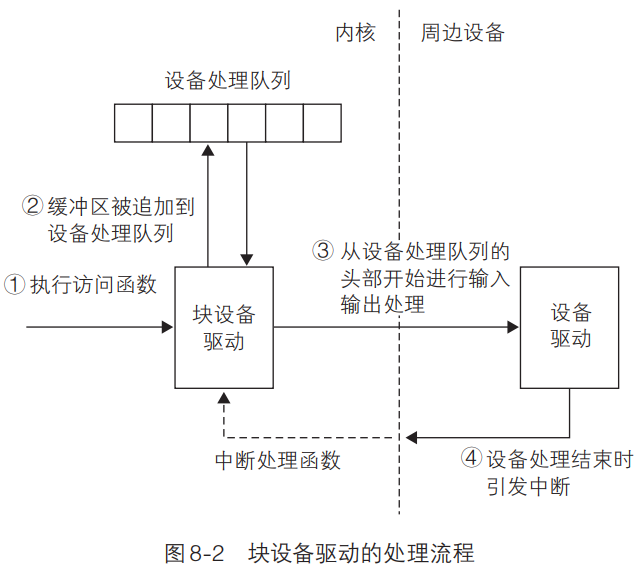 内核
周边设备
设备处理队列
② 缓冲区被追加到
设备处理队列
① 执行访问函数
③ 从设备处理队列的
头部开始进行输入
输出处理
块设备
驱动
设备
驱动
中断处理函数
④ 设备处理结束时
引发中断
图8-2 块设备驱动的处理流程